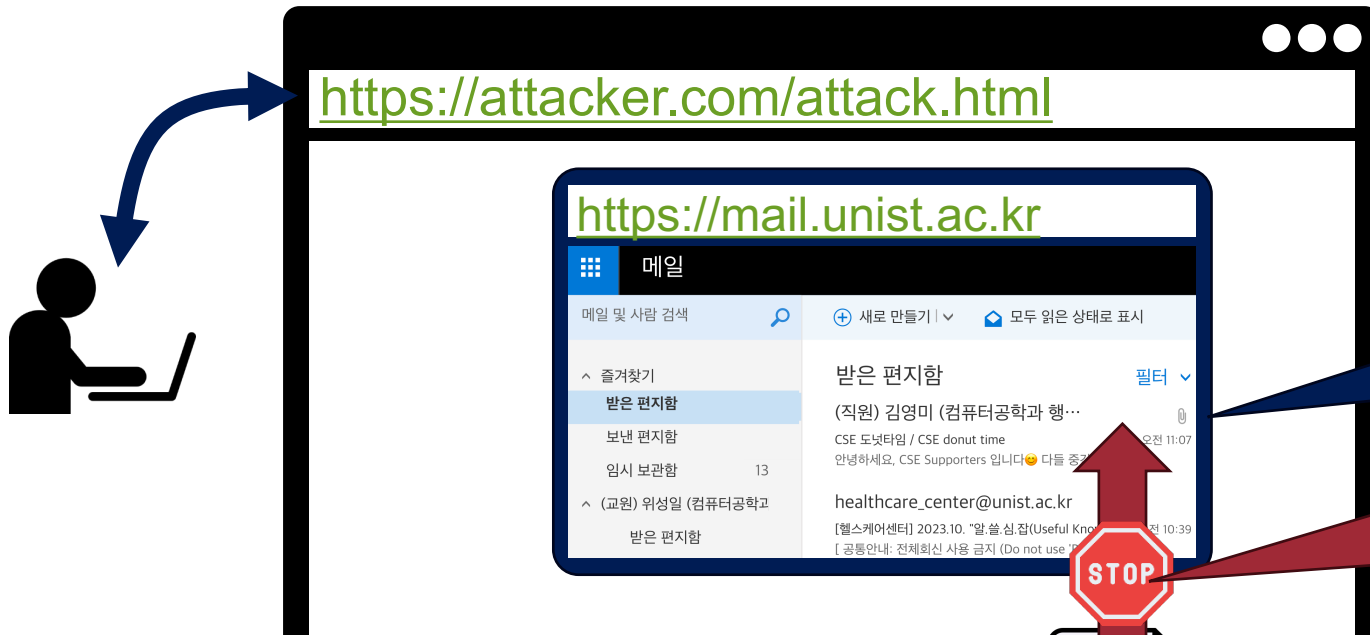 https://attacker.com/attack.html
https://mail.unist.ac.kr
메일
메일 및 사람 검색
새로 만들기
모두 읽은 상태로 표시
즐겨찾기
받은 편지함
필터
받은 편지함
(직원) 김영미 (컴퓨터공학과 행…
보낸 편지함
CSE 도넛타임 / CSE donut time
오전 11:07
안녕하세요, CSE Supporters 입니다😊 다들
임시 보관함 13
(교원) 위성일 (컴퓨터공학고
healthcare_center@unist.ac.kr
받은 편지함
[헬스케어센터] 2023.10. "알.쓸.심.잡(Useful
10:39
[ 공통안내: 전체회신 사용 금지 (Do not use
STOP